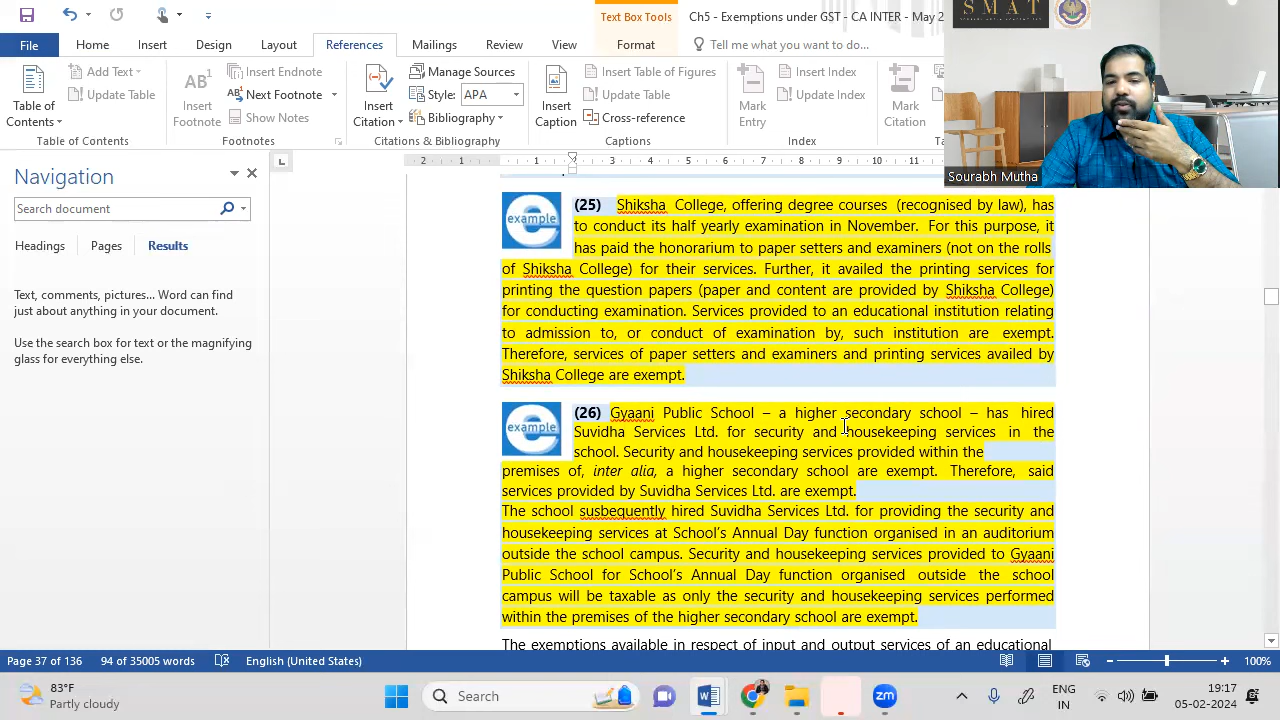 Text Box Tools
Ch5 - Exemptions under GST - CA INTER - May 2
SMAT
File Home Insert Design Layout References Mailings Review View Format Tell me what you want to do...
Table of Contents
Add Text
Update Table
Table of Contents
AB1 Insert Footnote
Insert Endnote
Next Footnote
Show Notes
Footnotes
Insert Citation
Manage Sources
Style: APA
Bibliography
Citations & Bibliography
Insert Caption
Insert Table of Figures
Update Table
Cross-reference
Captions
Mark Entry
Insert Index
Update Index
Index
Mark Citation
Sourabh Mutha
2 1 1 2 3 4 5 6 7 8 9 10 11
Navigation
Search document
Headings Pages Results
Text, comments, pictures... Word can find
just about anything in your document.
Use the search box for text or the magnifying
glass for everything else.
example
(25) Shiksha College, offering degree courses (recognised by law), has
to conduct its half yearly examination in November. For this purpose, it
has paid the honorarium to paper setters and examiners (not on the rolls
of Shiksha College) for their services. Further, it availed the printing services for
printing the question papers (paper and content are provided by Shiksha College)
for conducting examination. Services provided to an educational institution relating
to admission to, or conduct of examination by, such institution are exempt.
Therefore, services of paper setters and examiners and printing services availed by
Shiksha College are exempt.
example
(26) Gyaani Public School – a higher secondary school – has hired
Suvidha Services Ltd. for security and housekeeping services in the
school. Security and housekeeping services provided within the
premises of, inter alia, a higher secondary school are exempt. Therefore, said
services provided by Suvidha Services Ltd. are exempt.
The school susbequently hired Suvidha Services Ltd. for providing the security and
housekeeping services at School's Annual Day function organised in an auditorium
outside the school campus. Security and housekeeping services provided to Gyaani
Public School for School's Annual Day function organised outside the school
campus will be taxable as only the security and housekeeping services performed
within the premises of the higher secondary school are exempt.
The exemptions available in respect of input and output services of an educational
Page 37 of 136 94 of 35005 words English (United States) 100%
83°F
Partly cloudy
Search
zm
ENG
IN
19:17
05-02-2024